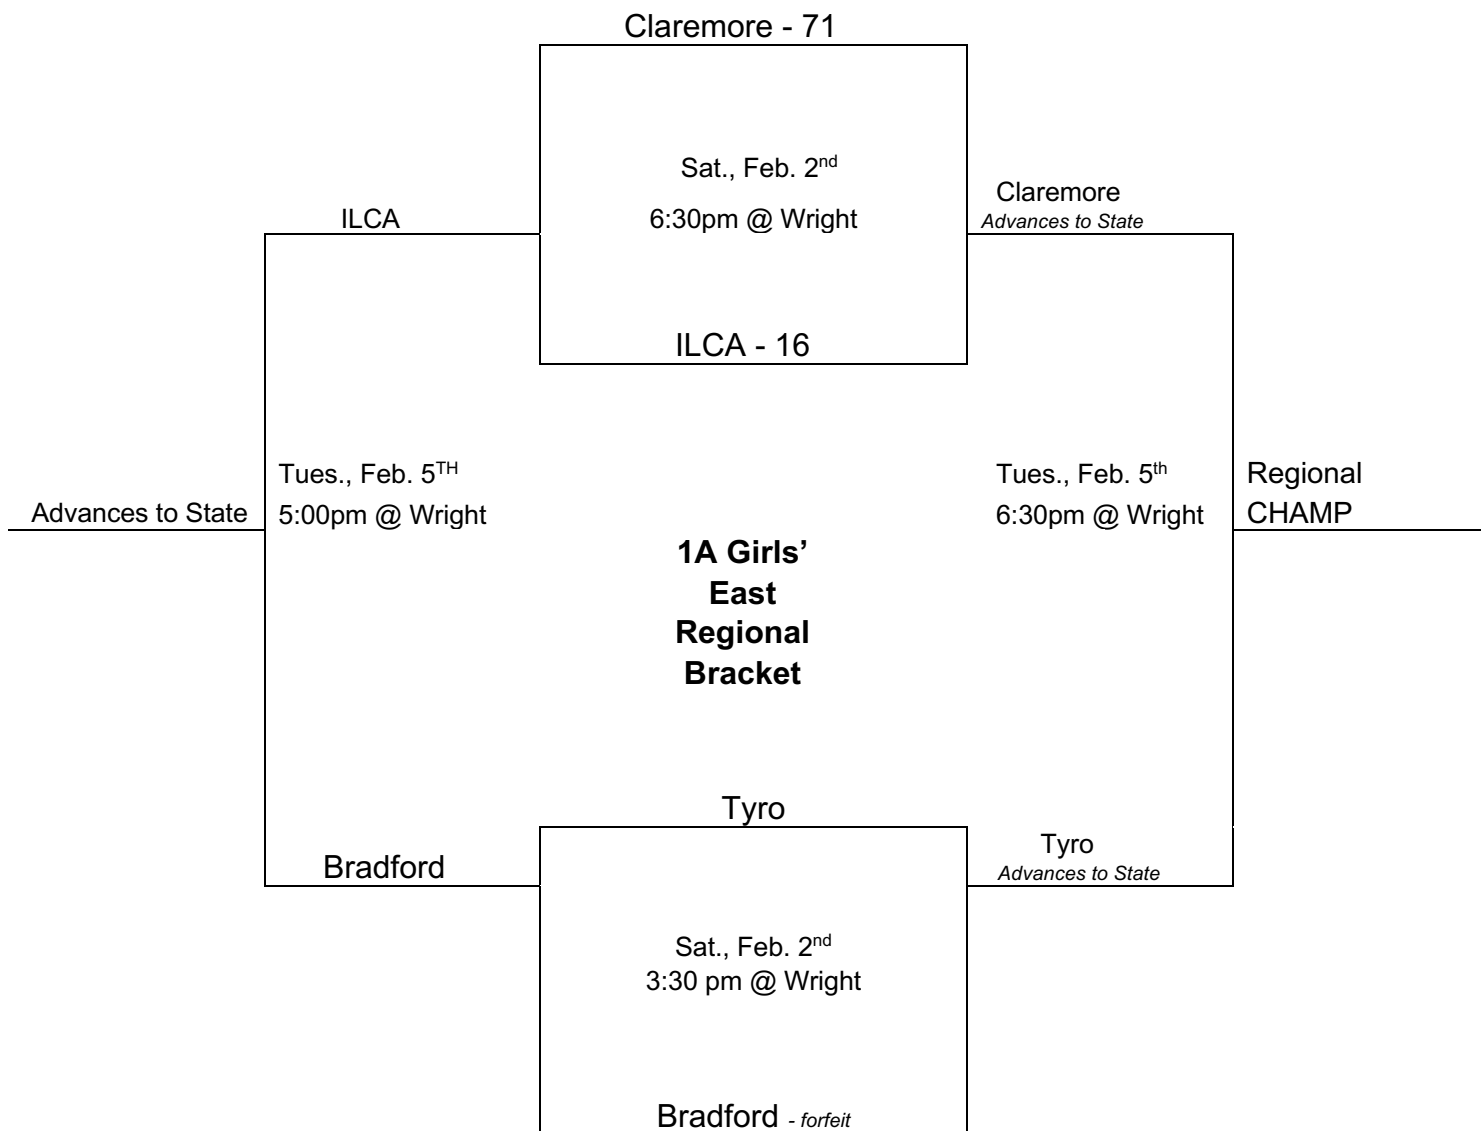 Claremore - 71
Sat., Feb. 2nd
6:30pm @ Wright
Claremore
Advances to State
ILCA
ILCA - 16
Tues., Feb. 5TH
5:00pm @ Wright
Advances to State
Tues., Feb. 5th
6:30pm @ Wright
Regional
CHAMP
1A Girls’
East
Regional
Bracket
Tyro
Bradford
Tyro
Advances to State
Sat., Feb. 2nd
3:30 pm @ Wright
Bradford - forfeit